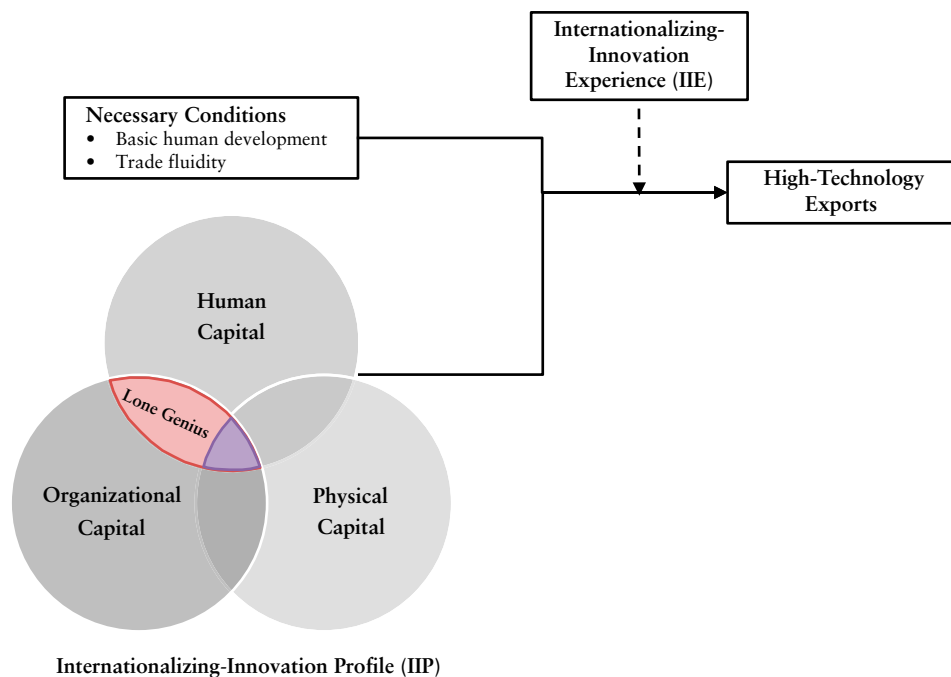 Internationalizing-
Innovation
Experience (IIE)
Necessary Conditions
• Basic human development
• Trade fluidity
High-Technology
Exports
Human
Capital
Lone Genius
Organizational
Capital
Physical
Capital
Internationalizing-Innovation Profile (IIP)